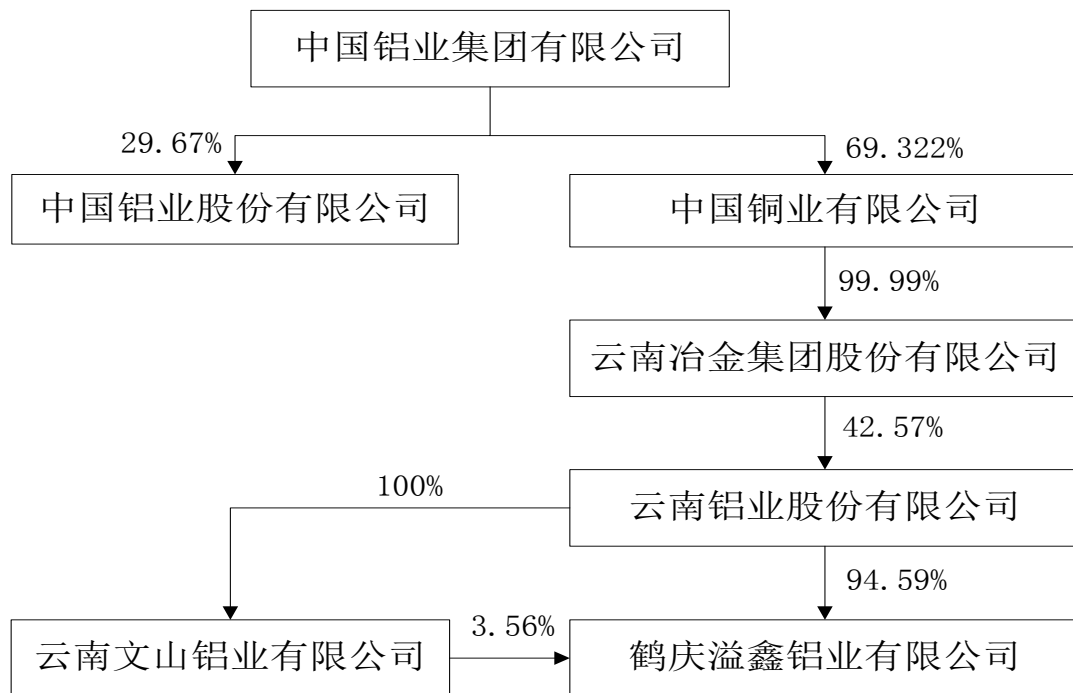 中国铝业集团有限公司
29.67%
69.322%
中国铝业股份有限公司
中国铜业有限公司
99.99%
云南冶金集团股份有限公司
42.57%
100%
云南铝业股份有限公司
94.59%
3.56%
云南文山铝业有限公司
鹤庆溢鑫铝业有限公司